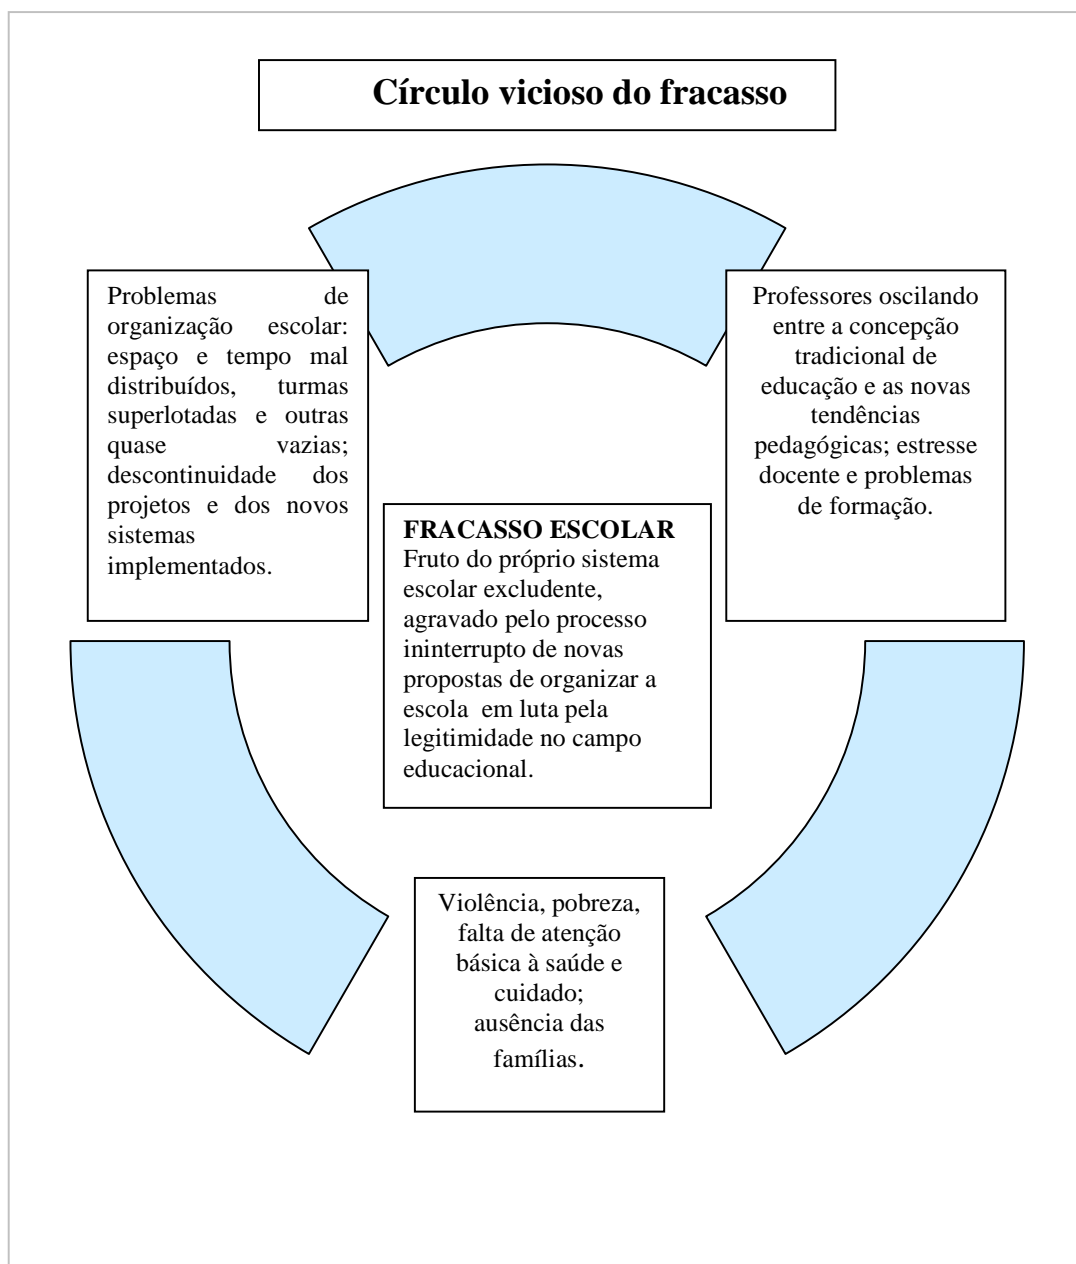 Círculo vicioso do fracasso
Problemas de
organização escolar:
espaço e tempo mal
distribuídos, turmas
superlotadas e outras
quase vazias;
descontinuidade dos
projetos e dos novos
sistemas
implementados.
Professores oscilando
entre a concepção
tradicional de
educação e as novas
tendências
pedagógicas; estresse
docente e problemas
de formação.
FRACASSO ESCOLAR
Fruto do próprio sistema
escolar excludente,
agravado pelo processo
ininterrupto de novas
propostas de organizar a
escola em luta pela
legitimidade no campo
educacional.
Violência, pobreza,
falta de atenção
básica à saúde e
cuidado;
ausência das
famílias.